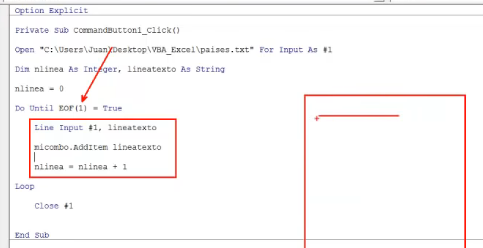 Option Explicit
Private Sub CommandButton1_Click()
Open "C:\Users\Juan\Desktop\VBA_Excel\paises.txt" For Input As #1
Dim nlinea As Integer, lineatexto As String
nlinea = 0
Do Until EOF(1) = True
Line Input #1, lineatexto
micombo.AddItem lineatexto
nlinea = nlinea + 1
Loop
Close #1
End Sub